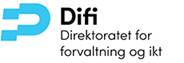 Difi
Direktoratet for
forvaltning og ikt